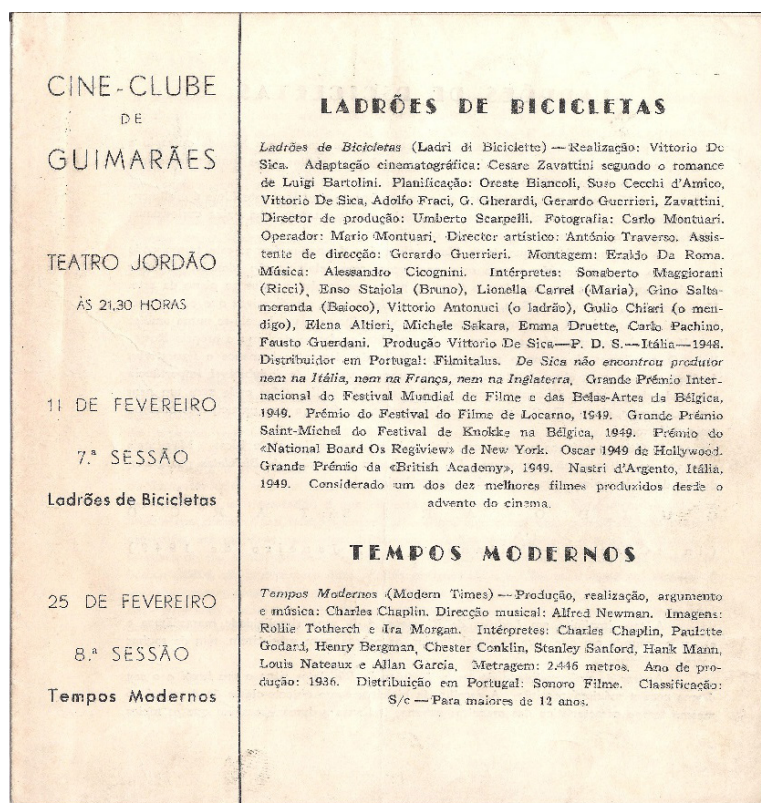 CINE-CLUBE
DE
GUIMARÃES
TEATRO JORDÃO
ÀS 21,30 HORAS
11 DE FEVEREIRO
7.ª SESSÃO
Ladrões de Bicicletas
25 DE FEVEREIRO
8.ª SESSÃO
Tempos Modernos
LADRÕES DE BICICLETAS
Ladrões de Bicicletas (Ladri di Biciclette) — Realização: Vittorio De
Sica. Adaptação cinematográfica: Cesare Zavattini segundo o romance
de Luigi Bartolini. Planificação: Oreste Biancoli, Suso Cecchi d'Amico,
Vittorio De Sica, Adolfo Fraci, G. Gherardi, Gerardo Guerrieri, Zavattini.
Director de produção: Umberto Scarpelli. Fotografia: Carlo Montuari.
Operador: Mario Montuari. Director artístico: António Traverso. Assis-
tente de direcção: Gerardo Guerrieri. Montagem: Eraldo Da Roma.
Música: Alessandro Cicognini. Intérpretes: Sonaberto Maggiorani
(Ricci), Enso Staiola (Bruno), Lionella Carrel (Maria), Gino Salta-
meranda (Baioco), Vittorio Antonuci (o ladrão), Gulio Chiari (o men-
digo), Elena Altieri, Michele Sakara, Emma Druette, Carlo Pachino,
Fausto Guerdani. Produção Vittorio De Sica—P. D. S.—Itália—1948.
Distribuidor em Portugal: Filmitalus. De Sica não encontrou produtor
nem na Itália, nem na França, nem na Inglaterra. Grande Prémio Inter-
nacional do Festival Mundial de Filme e das Belas-Artes da Bélgica,
1949. Prémio do Festival do Filme de Locarno, 1949. Grande Prémio
Saint-Michel do Festival de Knokke na Bélgica, 1949. Prémio do
«National Board Os Regiview» de New York. Oscar 1949 de Hollywood.
Grande Prémio da «British Academy», 1949. Nastri d'Argento, Itália,
1949. Considerado um dos dez melhores filmes produzidos desde o
advento do cinema.
TEMPOS MODERNOS
Tempos Modernos (Modern Times) — Produção, realização, argumento
e música: Charles Chaplin. Direcção musical: Alfred Newman. Imagens:
Rollie Totherch e Ira Morgan. Intérpretes: Charles Chaplin, Paulette
Godard, Henry Bergman, Chester Conklin, Stanley Sanford, Hank Mann,
Louis Nateaux e Allan Garcia. Metragem: 2.446 metros. Ano de pro-
dução: 1936. Distribuição em Portugal: Sonoro Filme. Classificação:
S/c — Para maiores de 12 anos.